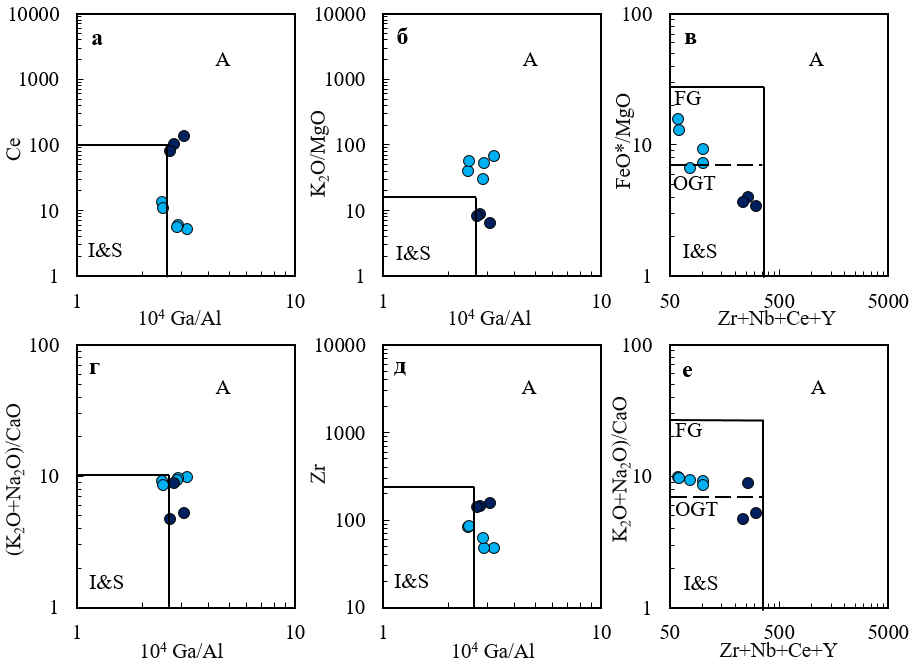 10000
1000
100
10
1
Ce
а
A
I&S
1
10
10⁴ Ga/Al
10000
1000
100
10
1
K₂O/MgO
б
A
I&S
1
10
10⁴ Ga/Al
100
10
1
FeO*/MgO
в
A
FG
OGT
I&S
50
500
5000
Zr+Nb+Ce+Y
100
10
1
(K₂O+Na₂O)/CaO
г
A
I&S
1
10
10⁴ Ga/Al
10000
1000
100
10
Zr
д
A
I&S
1
10
10⁴ Ga/Al
100
10
1
K₂O+Na₂O)/CaO
е
A
FG
OGT
I&S
50
500
5000
Zr+Nb+Ce+Y